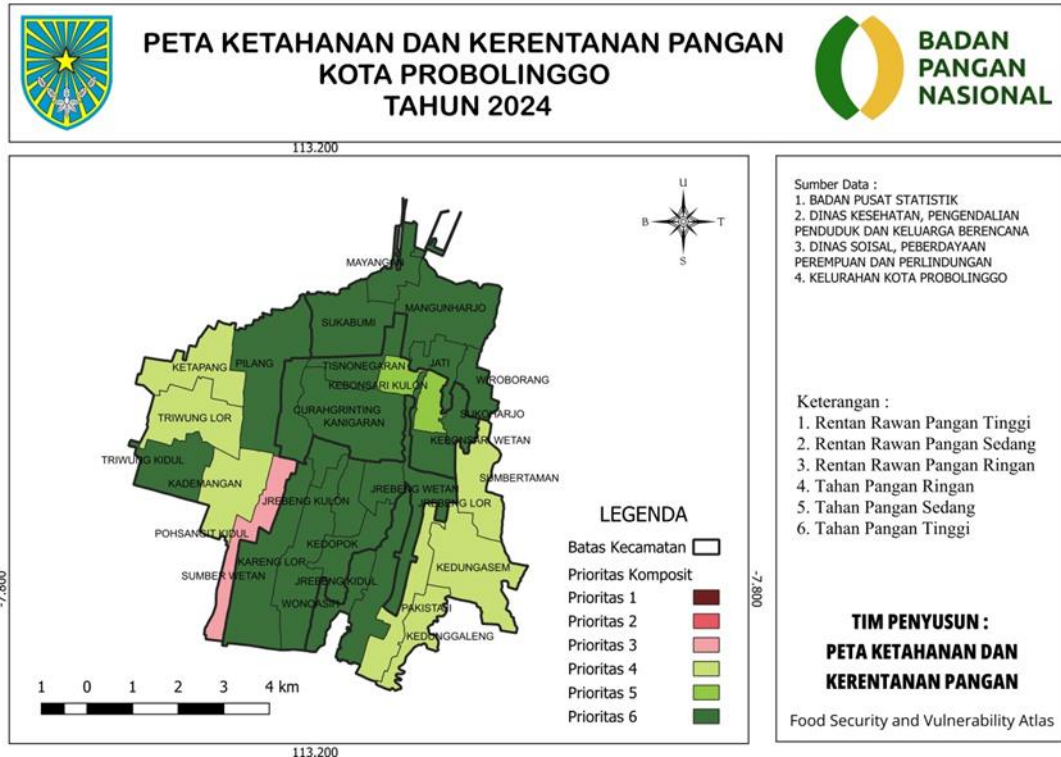 PETA KETAHANAN DAN KERENTANAN PANGAN
KOTA PROBOLINGGO
TAHUN 2024
BADAN
PANGAN
NASIONAL
113.200
U
B
T
S
MAYANGAN
MANGUNHARJO
SUKABUMI
TISNONEGARAN
JATI
KETAPANG
PILANG
KEBONSARI KULON
WIROBORANG
CURAHGRINTING
KANIGARAN
SUKOHARJO
TRIWUNG LOR
KEBONSARI WETAN
TRIWUNG KIDUL
KADEMANGAN
SUMBERTAMAN
JREBENG KULON
JREBENG WETAN
JREBENG LOR
POHSANGIT KIDUL
KEDOPOK
KARENG LOR
KEDUNGASEM
SUMBER WETAN
JREBENG KIDUL
WONOASIH
PAKISTAJI
KEDUNGGALENG
-7.800
-7.800
1 0 1 2 3 4 km
113.200
LEGENDA
Batas Kecamatan
Prioritas Komposit
Prioritas 1
Prioritas 2
Prioritas 3
Prioritas 4
Prioritas 5
Prioritas 6
Sumber Data :
1. BADAN PUSAT STATISTIK
2. DINAS KESEHATAN, PENGENDALIAN
PENDUDUK DAN KELUARGA BERENCANA
3. DINAS SOISAL, PEBERDAYAAN
PEREMPUAN DAN PERLINDUNGAN
4. KELURAHAN KOTA PROBOLINGGO
Keterangan :
1. Rentan Rawan Pangan Tinggi
2. Rentan Rawan Pangan Sedang
3. Rentan Rawan Pangan Ringan
4. Tahan Pangan Ringan
5. Tahan Pangan Sedang
6. Tahan Pangan Tinggi
TIM PENYUSUN :
PETA KETAHANAN DAN
KERENTANAN PANGAN
Food Security and Vulnerability Atlas